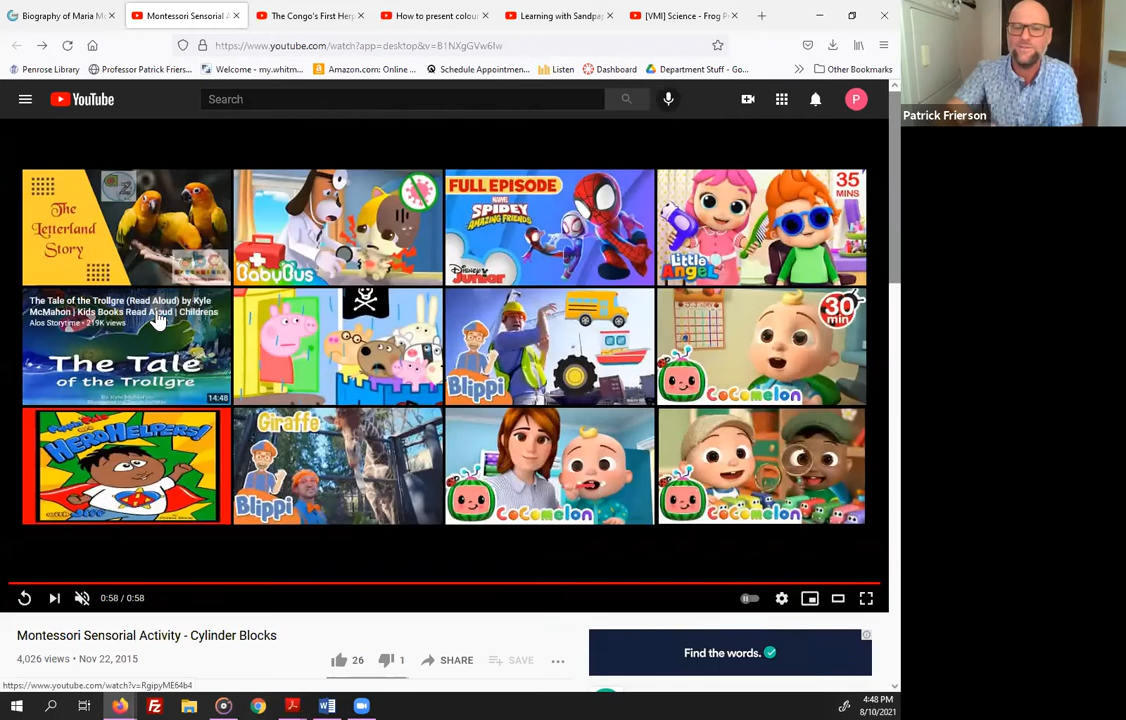 Biography of Maria Mo
Montessori Sensorial A
The Congo's First Her
How to present colou
Learning with Sandpa
[VMI] Science - Frog P
https://www.youtube.com/watch?app=desktop&v=B1NXgGVw6Iw
Penrose Library
Professor Patrick Friers...
Welcome - my.whitm...
Amazon.com: Online ...
Schedule Appointmen...
Listen
Dashboard
Department Stuff - Go...
Other Bookmarks
Patrick Frierson
YouTube
Search
P
The
Letterland
Story
BabyBus
FULL EPISODE
MARVEL
SPIDEY
AMAZING FRIENDS
Disney
JUNIOR
35
MINS
Little
Angel
The Tale of the Trollgre (Read Aloud) by Kyle
McMahon | Kids Books Read Aloud | Childrens
Alos Storytime • 219K views
The Tale
of the Trollgre
14:48
Blippi
30
min
CoComelon
HERO HELPERS!
Giraffe
Blippi
CoComelon
CoComelon
0:58 / 0:58
Montessori Sensorial Activity - Cylinder Blocks
4,026 views • Nov 22, 2015
26
1
SHARE
SAVE
Find the words.
https://www.youtube.com/watch?v=RgipyME64b4
4:48 PM
8/10/2021